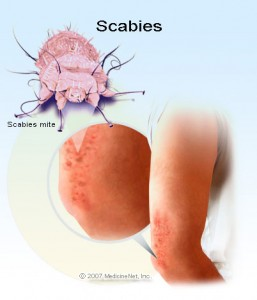 Scabies
Scabies mite
© 2007, MedicineNet, Inc.